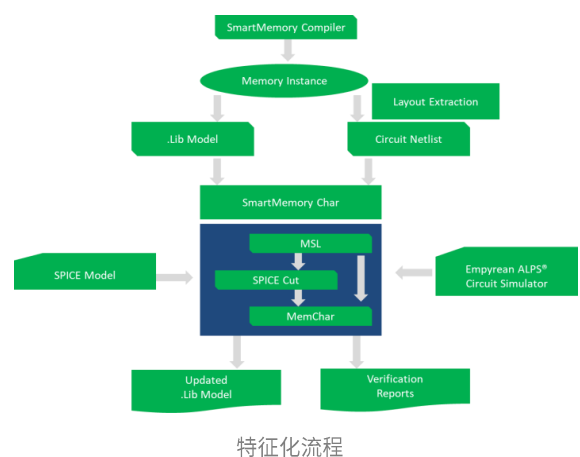 SmartMemory Compiler
Memory Instance
Layout Extraction
.Lib Model
Circuit Netlist
SmartMemory Char
MSL
SPICE Model
SPICE Cut
Empyrean ALPS®
Circuit Simulator
MemChar
Updated
.Lib Model
Verification
Reports
特征化流程